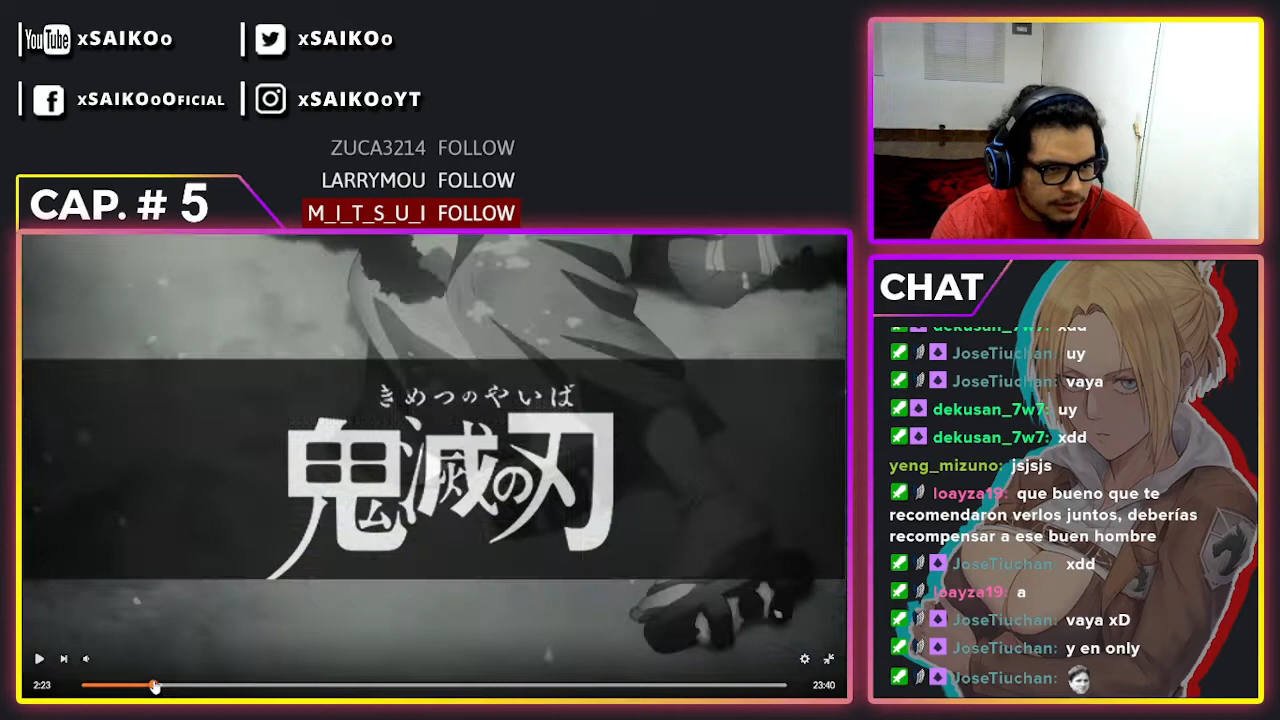 YouTube xSAIKOo
xSAIKOo
xSAIKOoOficial
xSAIKOoYT
ZUCA3214 FOLLOW
LARRYMOU FOLLOW
M_I_T_S_U_I FOLLOW
CAP. # 5
きめつのやいば
鬼滅の刃
2:23
23:40
CHAT
dekusan_7w7: xdd
JoseTiuchan: uy
JoseTiuchan: vaya
dekusan_7w7: uy
dekusan_7w7: xdd
yeng_mizuno: jsjsjs
loayza19: que bueno que te
recomendaron verlos juntos, deberías
recompensar a ese buen hombre
JoseTiuchan: xdd
loayza19: a
JoseTiuchan: vaya xD
JoseTiuchan: y en only
JoseTiuchan: